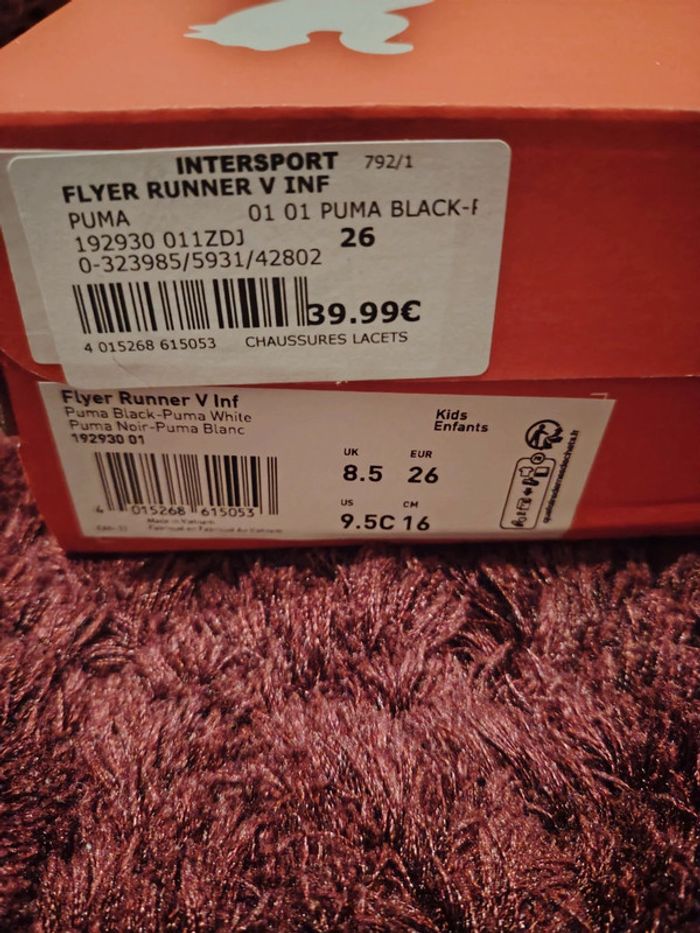 INTERSPORT 792/1
FLYER RUNNER V INF
PUMA 01 01 PUMA BLACK-
192930 011ZDJ 26
0-323985/5931/42802
39.99€
4 015268 615053 CHAUSSURES LACETS
Flyer Runner V Inf
Puma Black-Puma White
Puma Noir-Puma Blanc
192930 01
Kids
Enfants
UK EUR
8.5 26
US CM
9.5C 16
4 015268 615053
Made in Vietnam